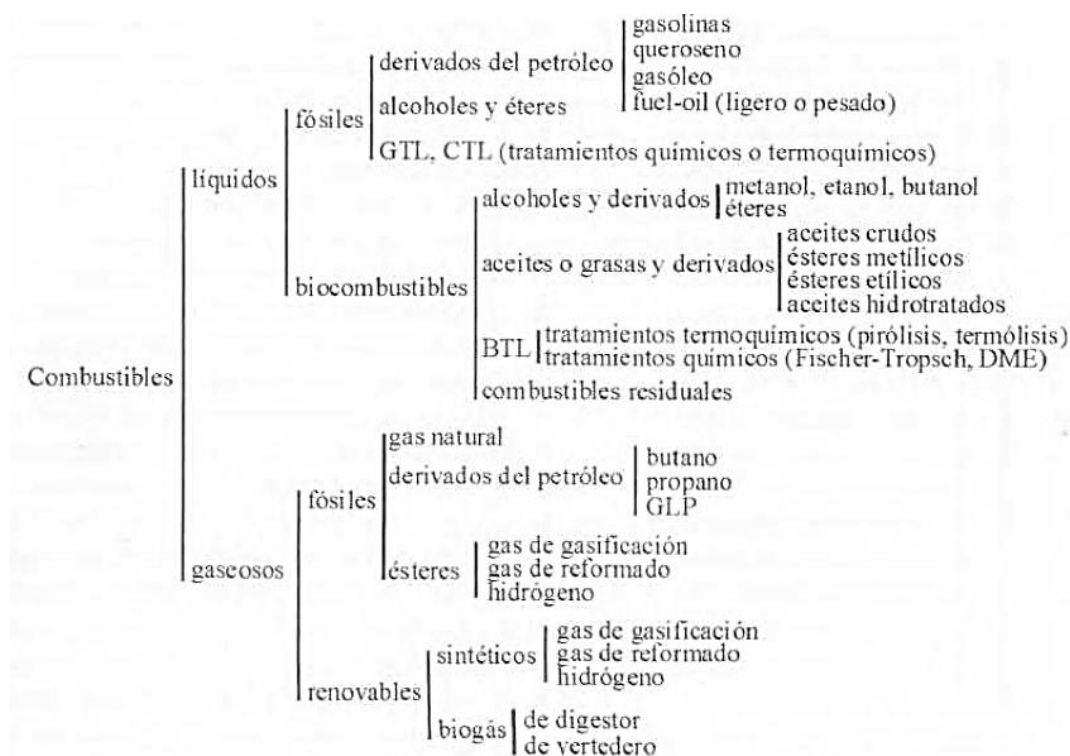 Combustibles
líquidos
fósiles
derivados del petróleo
gasolinas
queroseno
gasóleo
fuel-oil (ligero o pesado)
alcoholes y éteres
GTL, CTL (tratamientos químicos o termoquímicos)
biocombustibles
alcoholes y derivados
metanol, etanol, butanol
éteres
aceites o grasas y derivados
aceites crudos
ésteres metílicos
ésteres etílicos
aceites hidrotratados
BTL
tratamientos termoquímicos (pirólisis, termólisis)
tratamientos químicos (Fischer-Tropsch, DME)
combustibles residuales
gaseosos
fósiles
gas natural
derivados del petróleo
butano
propano
GLP
ésteres
gas de gasificación
gas de reformado
hidrógeno
renovables
sintéticos
gas de gasificación
gas de reformado
hidrógeno
biogás
de digestor
de vertedero